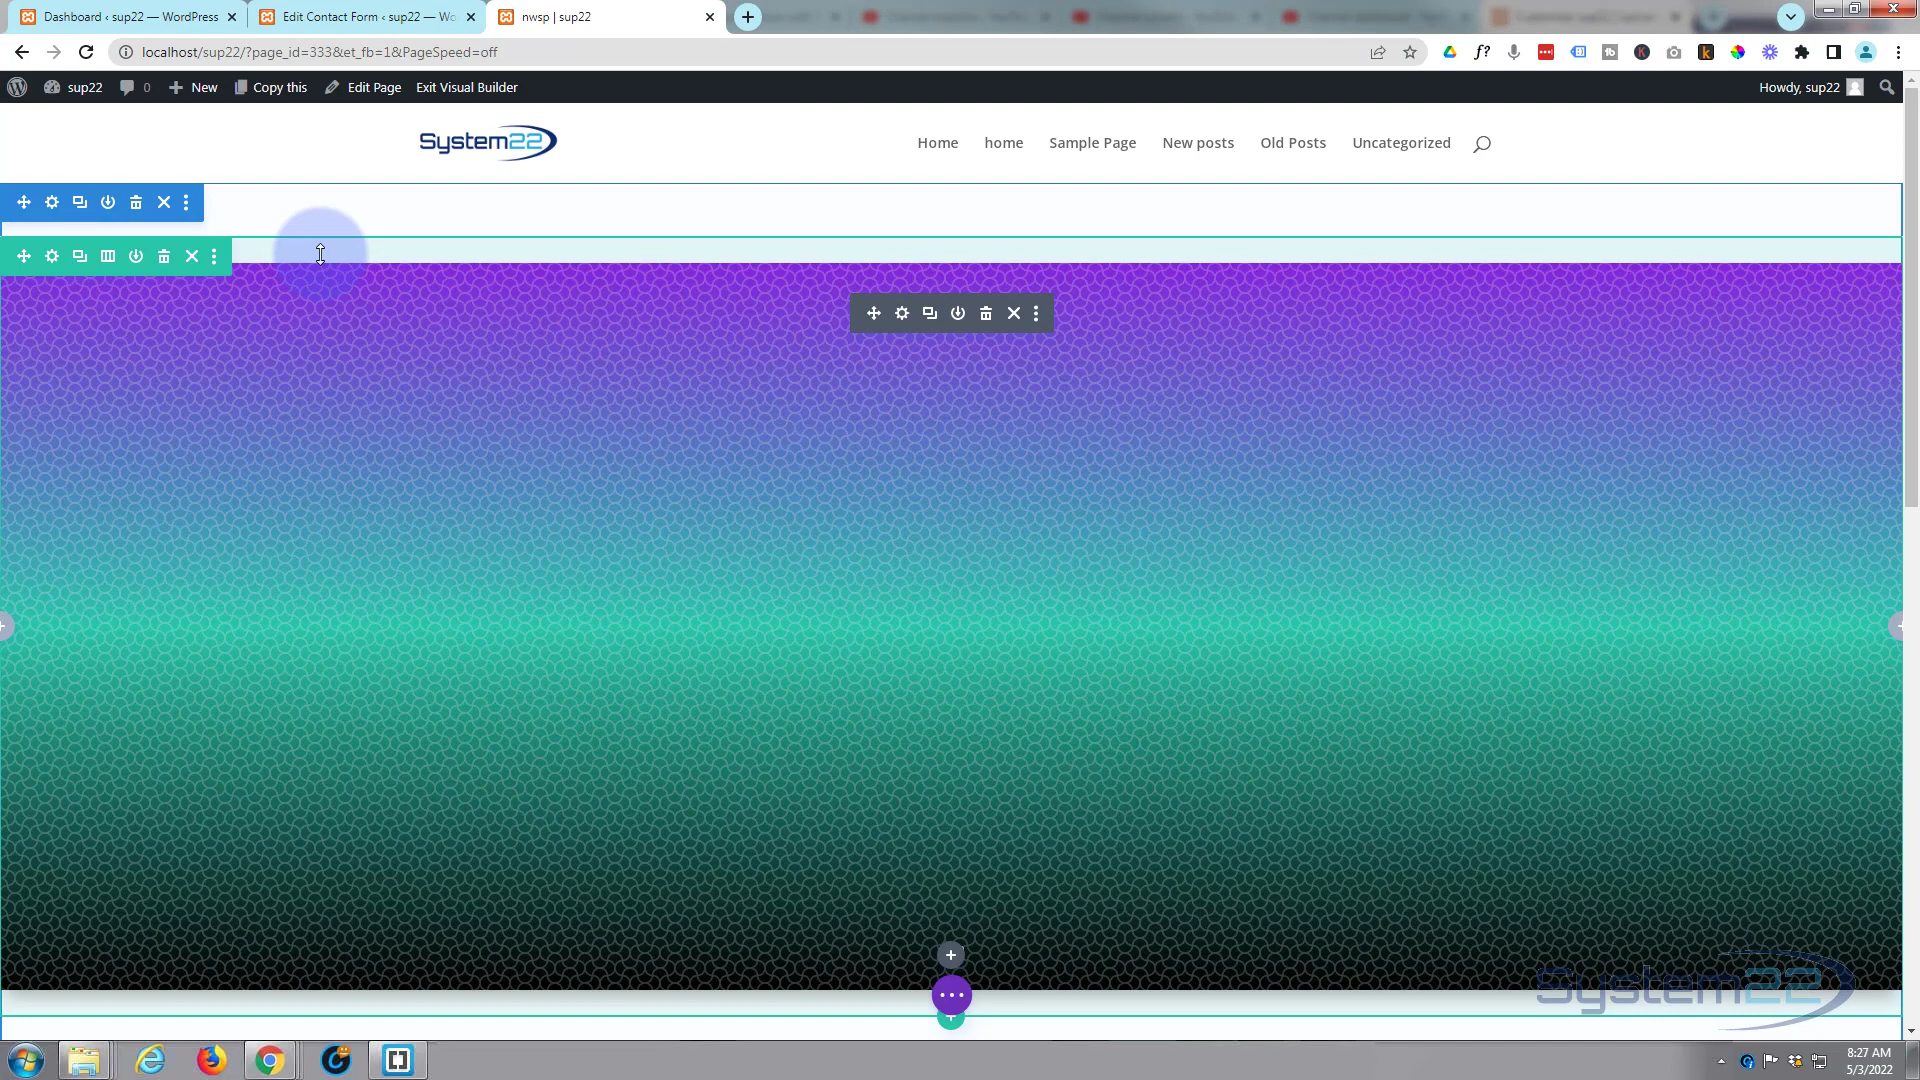 Dashboard ‹ sup22 — WordPress
Edit Contact Form ‹ sup22 — Wo
nwsp | sup22
localhost/sup22/?page_id=333&et_fb=1&PageSpeed=off
sup22 0 New Copy this Edit Page Exit Visual Builder Howdy, sup22
System22 Home home Sample Page New posts Old Posts Uncategorized
System22
8:27 AM
5/3/2022